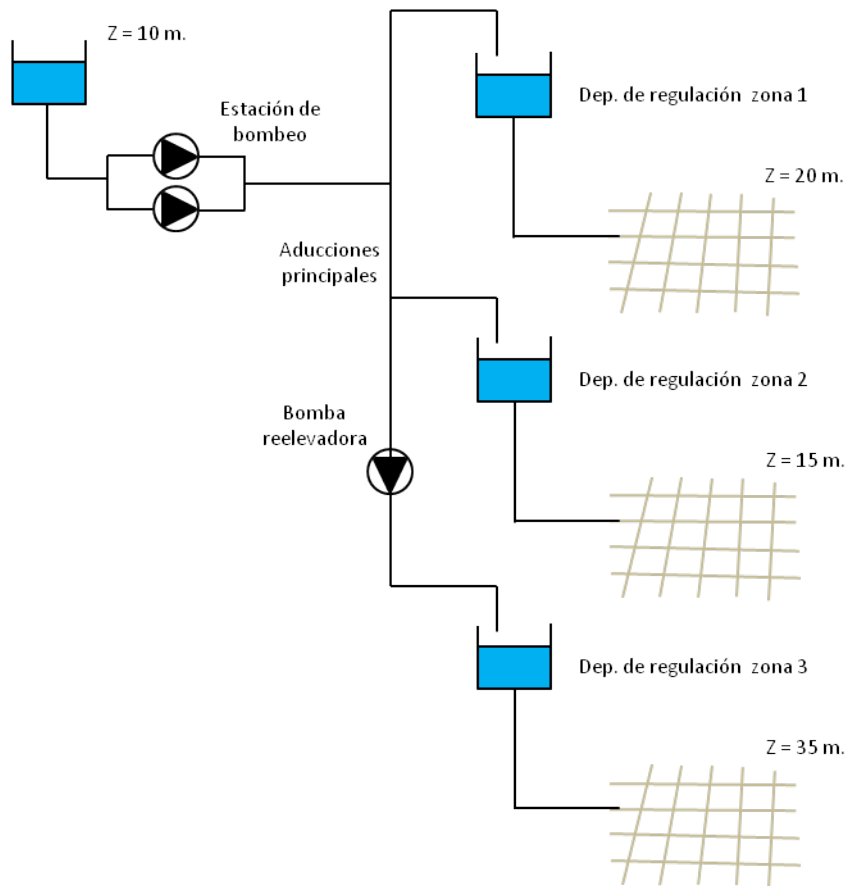 Z = 10 m.
Estación de
bombeo
Dep. de regulación zona 1
Z = 20 m.
Aducciones
principales
Dep. de regulación zona 2
Bomba
reelevadora
Z = 15 m.
Dep. de regulación zona 3
Z = 35 m.